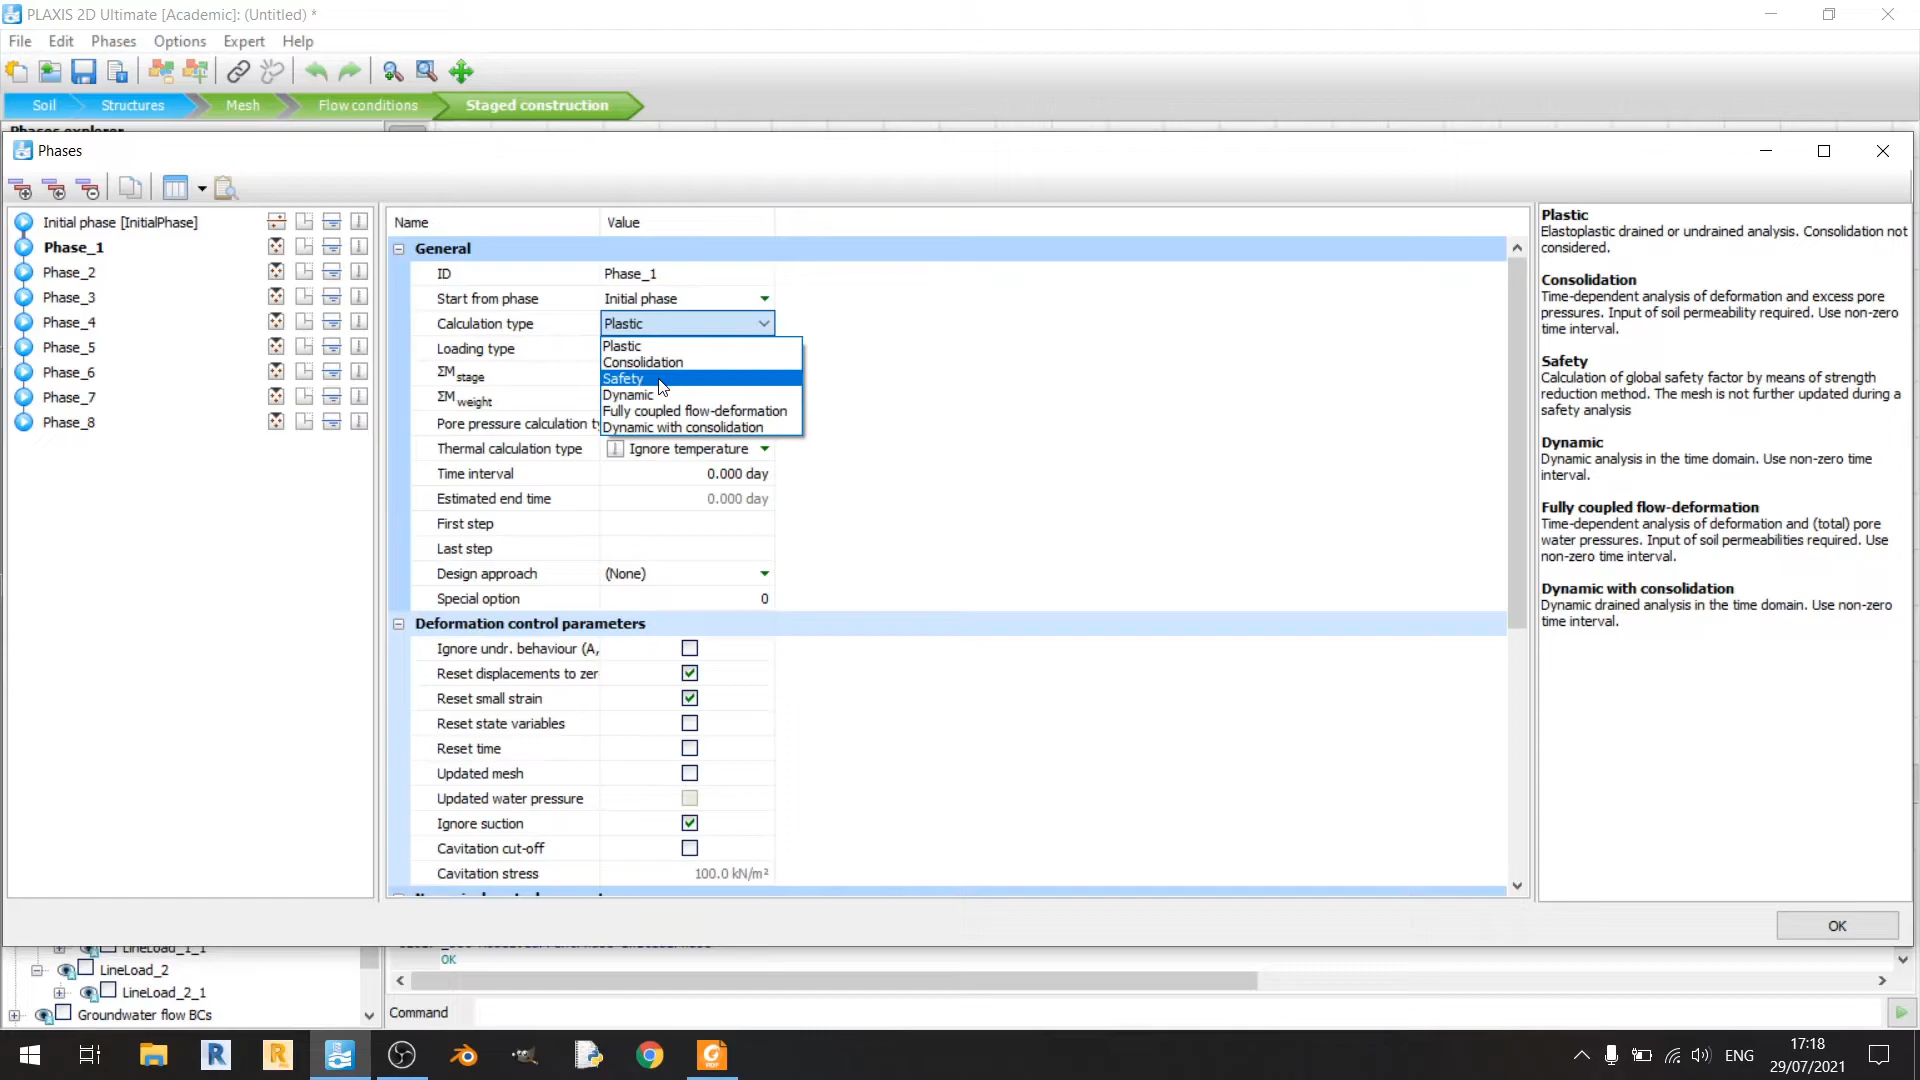 PLAXIS 2D Ultimate [Academic]: (Untitled) *
File Edit Phases Options Expert Help
Soil Structures Mesh Flow conditions Staged construction
Phases explorer
Phases
Initial phase [InitialPhase]
Phase_1
Phase_2
Phase_3
Phase_4
Phase_5
Phase_6
Phase_7
Phase_8
Name Value
General
ID Phase_1
Start from phase Initial phase
Calculation type Plastic
Loading type
ΣM stage
ΣM weight
Pore pressure calculation ty
Plastic
Consolidation
Safety
Dynamic
Fully coupled flow-deformation
Dynamic with consolidation
Thermal calculation type Ignore temperature
Time interval 0.000 day
Estimated end time 0.000 day
First step
Last step
Design approach (None)
Special option 0
Deformation control parameters
Ignore undr. behaviour (A,
Reset displacements to zer
Reset small strain
Reset state variables
Reset time
Updated mesh
Updated water pressure
Ignore suction
Cavitation cut-off
Cavitation stress 100.0 kN/m²
Plastic
Elastoplastic drained or undrained analysis. Consolidation not
considered.
Consolidation
Time-dependent analysis of deformation and excess pore
pressures. Input of soil permeability required. Use non-zero
time interval.
Safety
Calculation of global safety factor by means of strength
reduction method. The mesh is not further updated during a
safety analysis
Dynamic
Dynamic analysis in the time domain. Use non-zero time
interval.
Fully coupled flow-deformation
Time-dependent analysis of deformation and (total) pore
water pressures. Input of soil permeabilities required. Use
non-zero time interval.
Dynamic with consolidation
Dynamic drained analysis in the time domain. Use non-zero
time interval.
OK
LineLoad_1_1
LineLoad_2
LineLoad_2_1
Groundwater flow BCs
OK
Command
ENG
17:18
29/07/2021